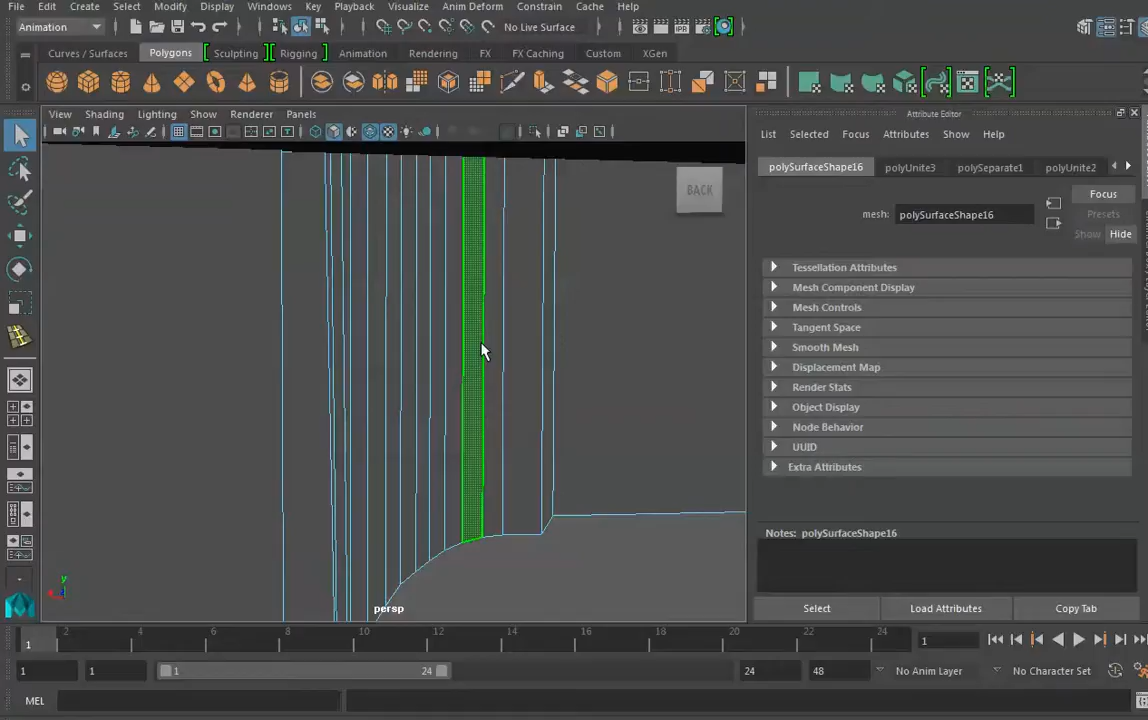 File Edit Create Select Modify Display Windows Key Playback Visualize Anim Deform Constrain Cache Help
Animation No Live Surface
Curves / Surfaces Polygons Sculpting Rigging Animation Rendering FX FX Caching Custom XGen
View Shading Lighting Show Renderer Panels
Attribute Editor
List Selected Focus Attributes Show Help
polySurfaceShape16 polyUnite3 polySeparate1 polyUnite2
BACK
Focus
mesh: polySurfaceShape16
Presets
Show Hide
Tessellation Attributes
Mesh Component Display
Mesh Controls
Tangent Space
Smooth Mesh
Displacement Map
Render Stats
Object Display
Node Behavior
UUID
Extra Attributes
Notes: polySurfaceShape16
y
persp
Select Load Attributes Copy Tab
1 2 4 6 8 10 12 14 16 18 20 22 24 1
1 1 1 24 24 48 No Anim Layer No Character Set
MEL